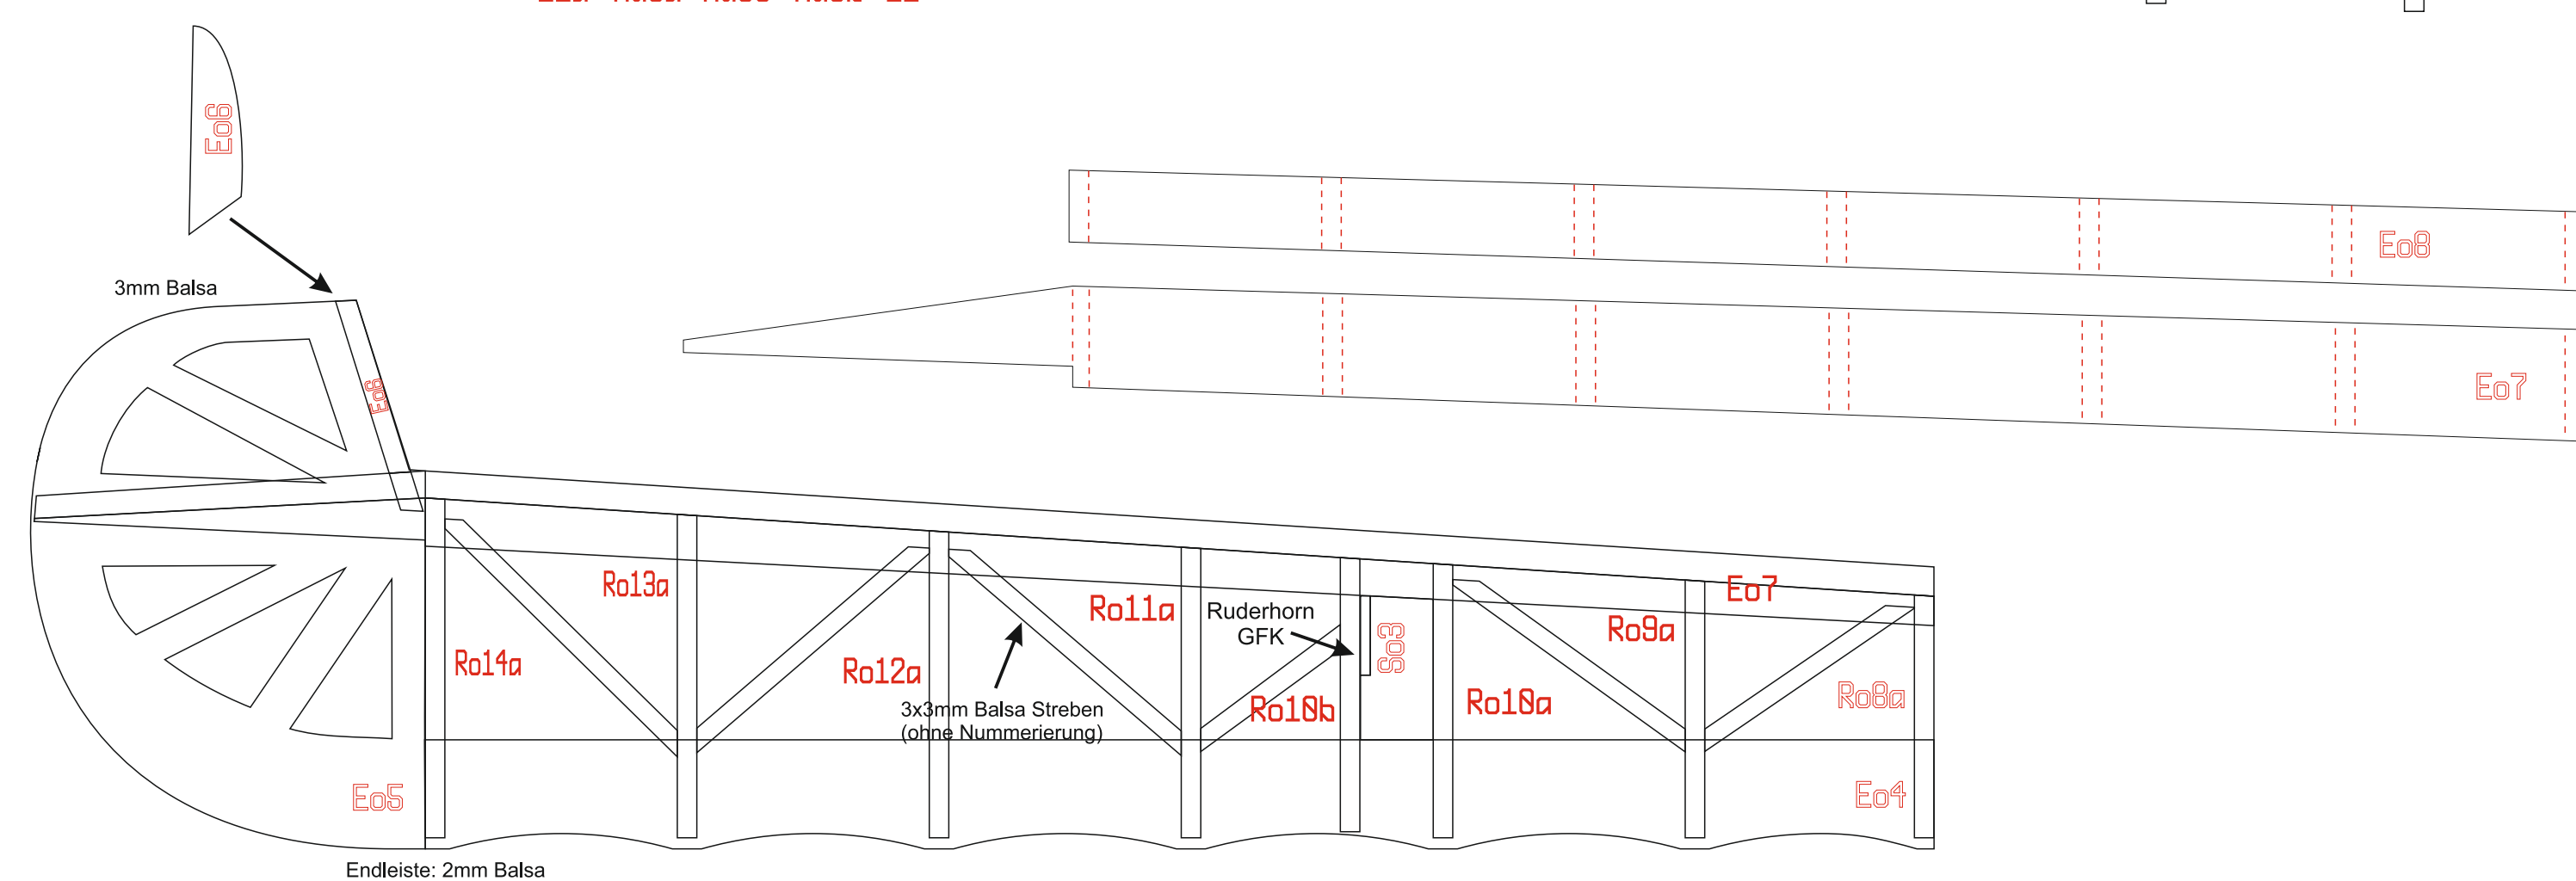 Eo6
Eo8
3mm Balsa
Eo7
Eo6
Ro13a
Eo7
Ro11a
Ruderhorn
GFK
Ro9a
So3
Ro14a
Ro12a
Ro8a
3x3mm Balsa Streben
(ohne Nummerierung)
Ro10b
Ro10a
Eo5
Eo4
Endleiste: 2mm Balsa